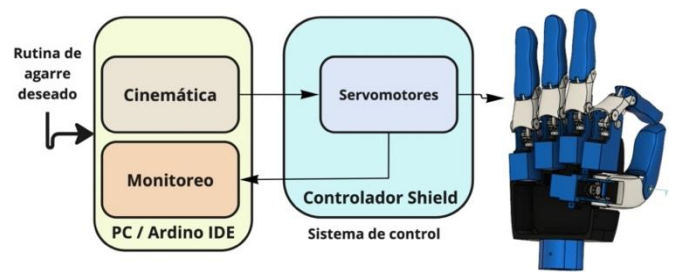 Rutina de
agarre
deseado
Cinemática
Monitoreo
PC / Ardino IDE
Servomotores
Controlador Shield
Sistema de control